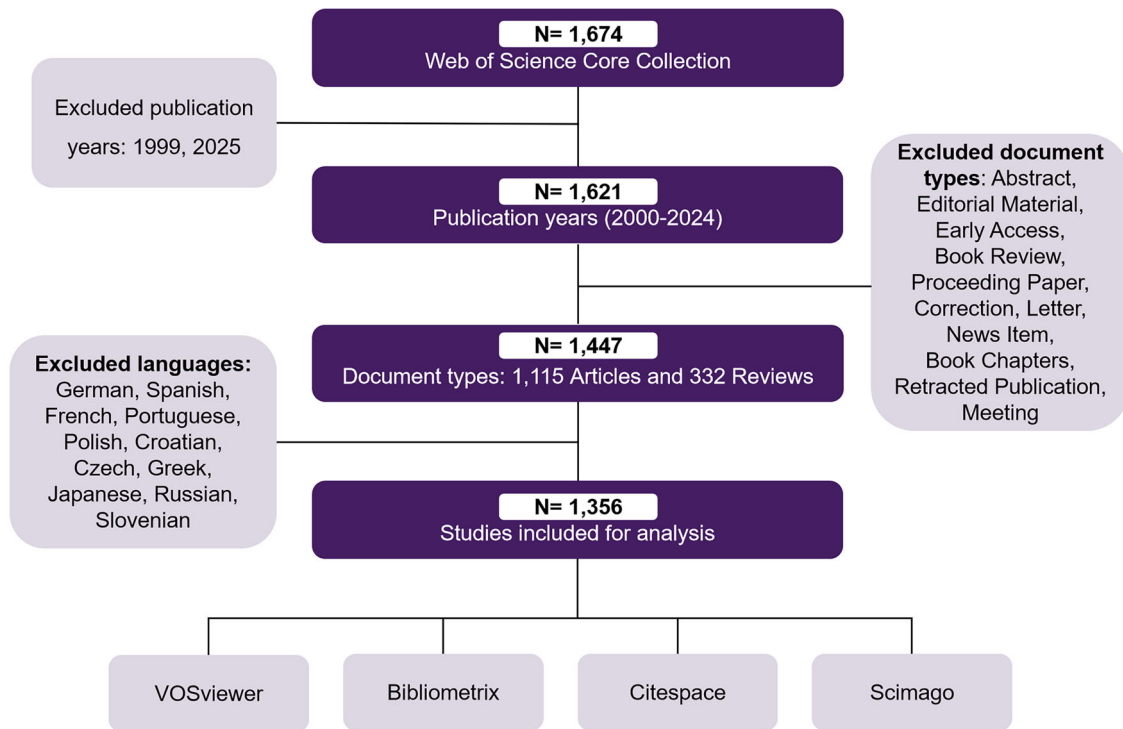 N= 1,674
Web of Science Core Collection
Excluded publication
years: 1999, 2025
N= 1,621
Publication years (2000-2024)
Excluded document
types: Abstract,
Editorial Material,
Early Access,
Book Review,
Proceeding Paper,
Correction, Letter,
News Item,
Book Chapters,
Retracted Publication,
Meeting
N= 1,447
Document types: 1,115 Articles and 332 Reviews
Excluded languages:
German, Spanish,
French, Portuguese,
Polish, Croatian,
Czech, Greek,
Japanese, Russian,
Slovenian
N= 1,356
Studies included for analysis
VOSviewer
Bibliometrix
Citespace
Scimago